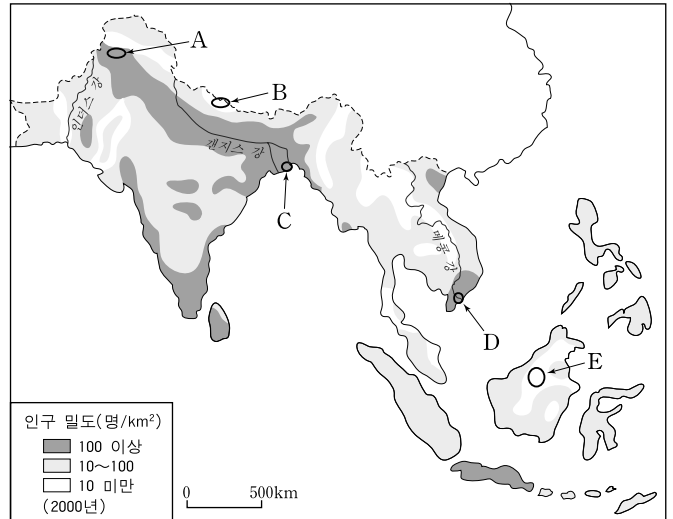 A
B
인더스 강
갠지스 강
C
메콩 강
D
E
인구 밀도(명/km²)
100 이상
10~100
10 미만
(2000년)
0 500km